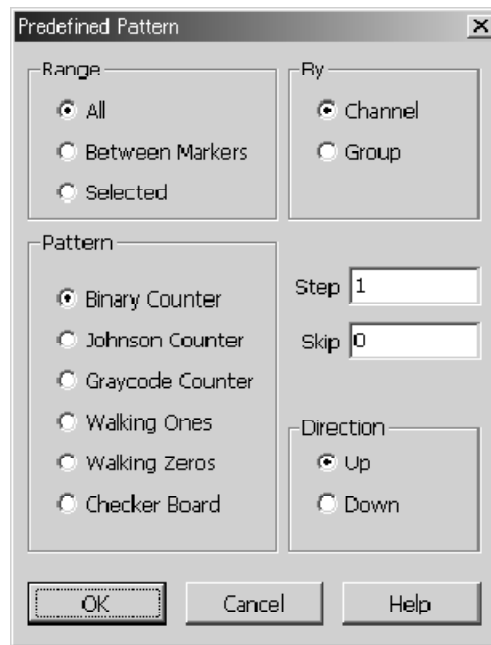 Predefined Pattern
Range
All
Between Markers
Selected
By
Channel
Group
Pattern
Binary Counter
Johnson Counter
Graycode Counter
Walking Ones
Walking Zeros
Checker Board
Step 1
Skip 0
Direction
Up
Down
OK
Cancel
Help